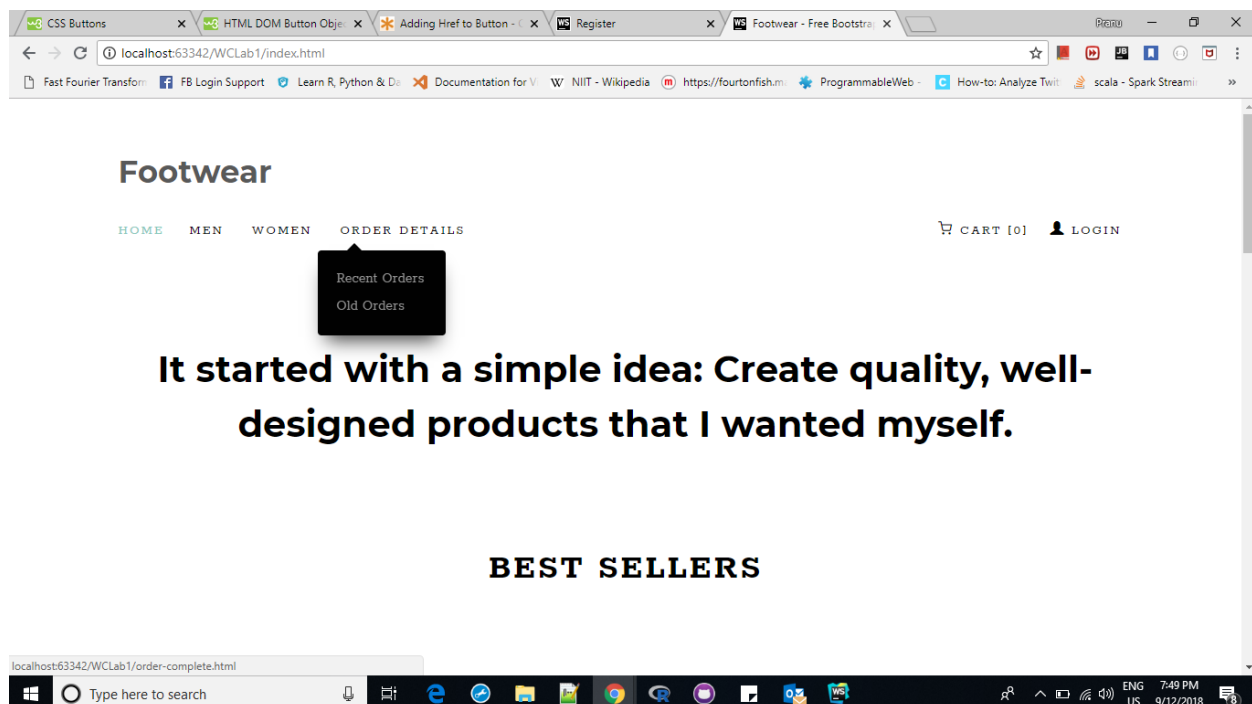 CSS Buttons
HTML DOM Button Obje
Adding Href to Button - C
Register
Footwear - Free Bootstrap
localhost:63342/WCLab1/index.html
Fast Fourier Transform
FB Login Support
Learn R, Python & Da
Documentation for V
NIIT - Wikipedia
https://fourtonfish.m
ProgrammableWeb -
How-to: Analyze Twit
scala - Spark Streamin
»
Footwear
HOME MEN WOMEN ORDER DETAILS CART [0] LOGIN
Recent Orders
Old Orders
It started with a simple idea: Create quality, well-
designed products that I wanted myself.
BEST SELLERS
localhost:63342/WCLab1/order-complete.html
Type here to search
ENG 7:49 PM
US 9/12/2018